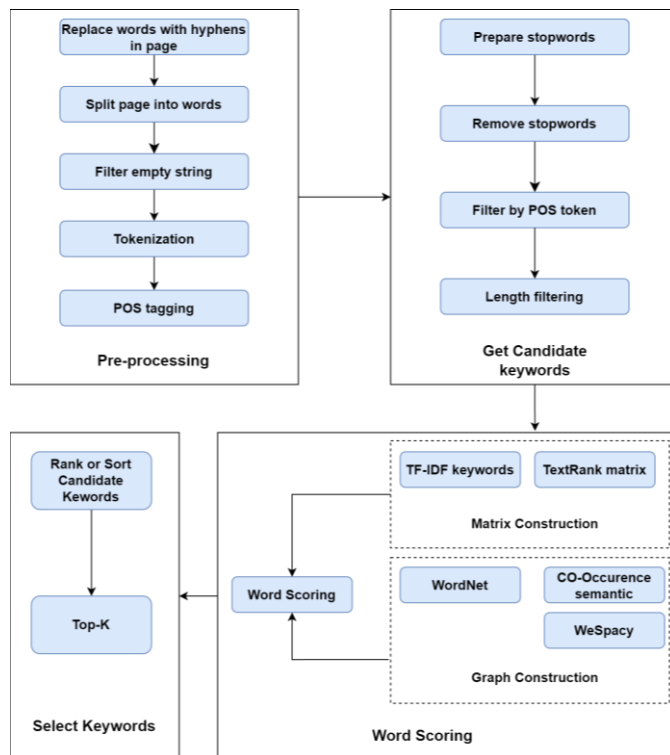 Replace words with hyphens
in page
Split page into words
Filter empty string
Tokenization
POS tagging
Pre-processing
Prepare stopwords
Remove stopwords
Filter by POS token
Length filtering
Get Candidate
keywords
TF-IDF keywords
TextRank matrix
Matrix Construction
WordNet
CO-Occurence
semantic
WeSpacy
Graph Construction
Word Scoring
Word Scoring
Rank or Sort
Candidate
Kewords
Top-K
Select Keywords